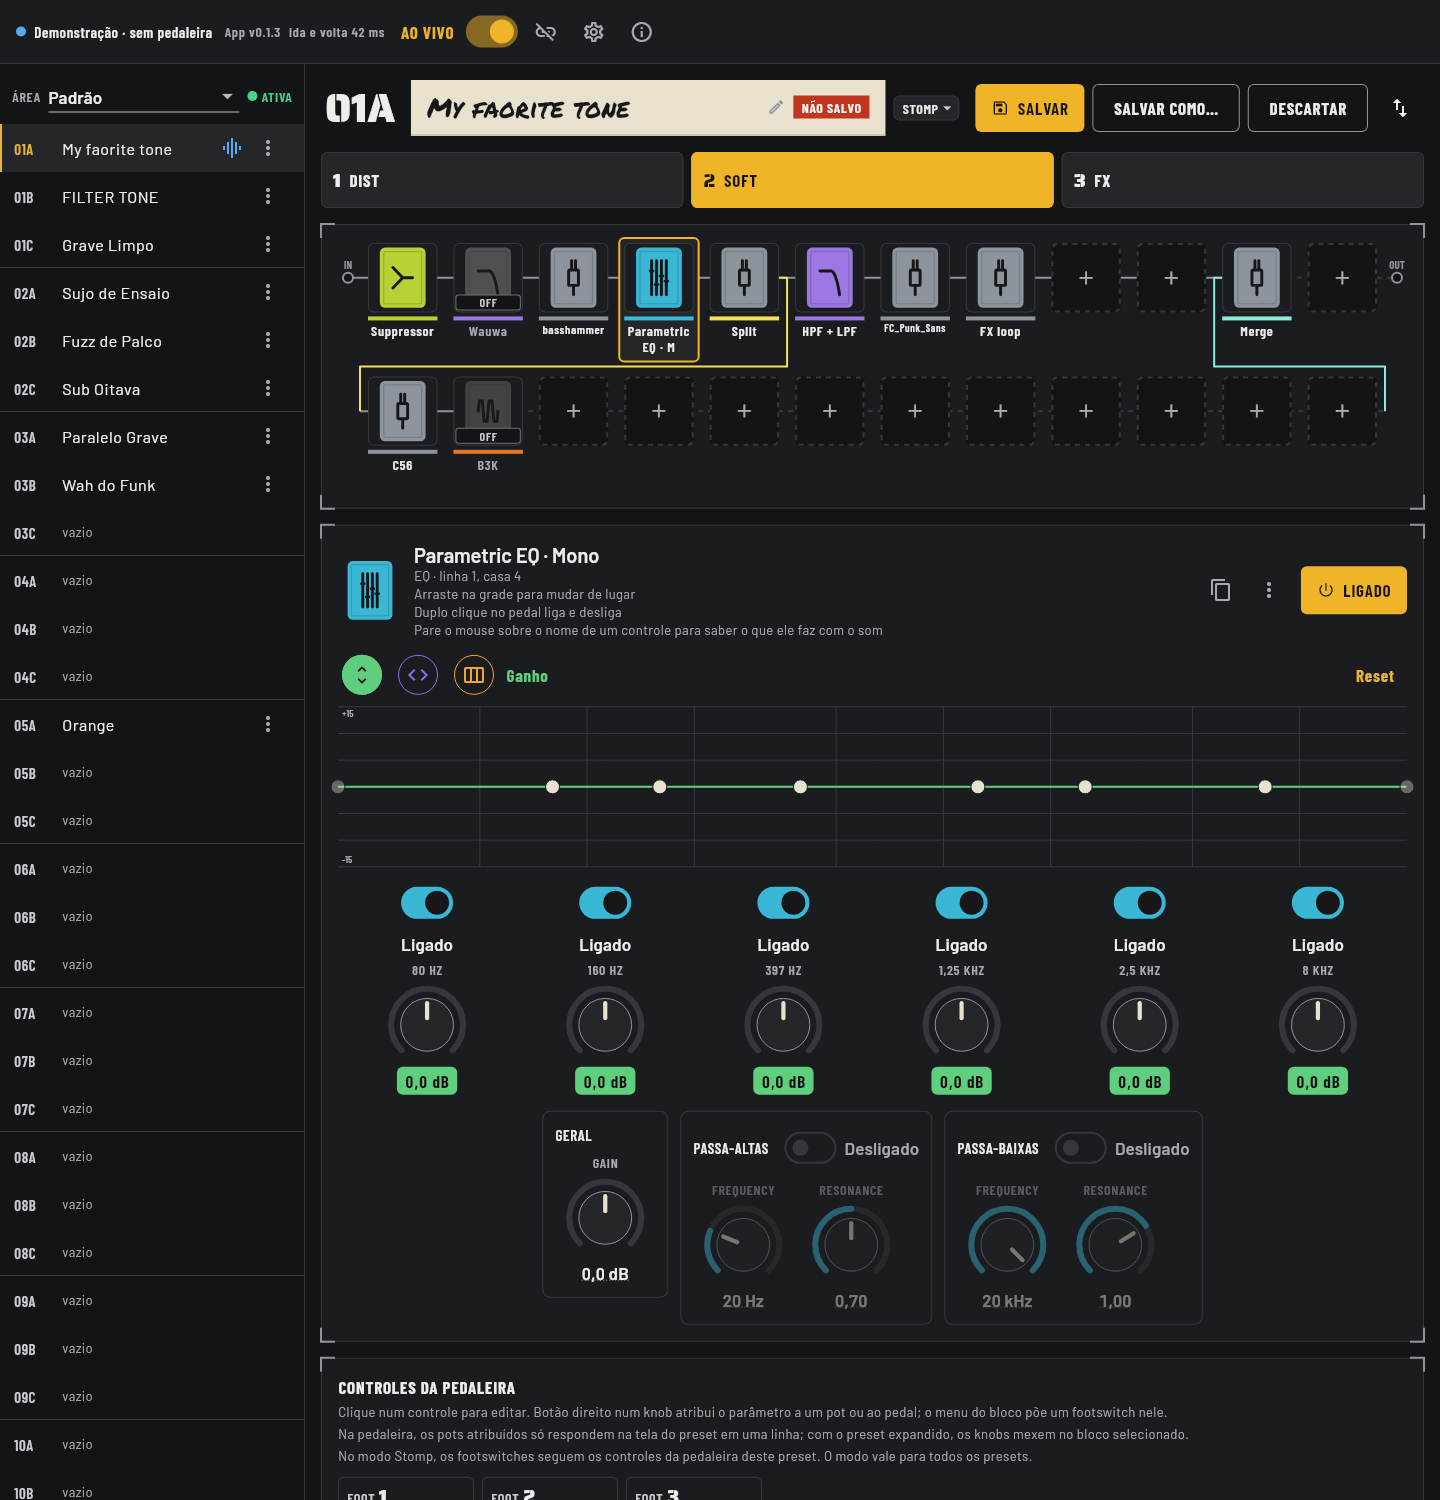 Demonstração · sem pedaleira App v0.1.3 Ida e volta 42 ms AO VIVO
ÁREA Padrão ATIVA
01A My faorite tone
01B FILTER TONE
01C Grave Limpo
02A Sujo de Ensaio
02B Fuzz de Palco
02C Sub Oitava
03A Paralelo Grave
03B Wah do Funk
03C vazio
04A vazio
04B vazio
04C vazio
05A Orange
05B vazio
05C vazio
06A vazio
06B vazio
06C vazio
07A vazio
07B vazio
07C vazio
08A vazio
08B vazio
08C vazio
09A vazio
09B vazio
09C vazio
10A vazio
10B vazio
01A My faorite tone NÃO SALVO STOMP SALVAR SALVAR COMO... DESCARTAR
1 DIST 2 SOFT 3 FX
IN OUT
OFF
Suppressor Wauwa basshammer Parametric EQ · M Split HPF + LPF FC_Punk_Sans FX loop Merge
OFF
C56 B3K
Parametric EQ · Mono
EQ · linha 1, casa 4
Arraste na grade para mudar de lugar
Duplo clique no pedal liga e desliga
Pare o mouse sobre o nome de um controle para saber o que ele faz com o som
LIGADO
Ganho Reset
+15
-15
Ligado Ligado Ligado Ligado Ligado Ligado
80 HZ 160 HZ 397 HZ 1,25 KHZ 2,5 KHZ 8 KHZ
0,0 dB 0,0 dB 0,0 dB 0,0 dB 0,0 dB 0,0 dB
GERAL
GAIN
0,0 dB
PASSA-ALTAS Desligado
FREQUENCY RESONANCE
20 Hz 0,70
PASSA-BAIXAS Desligado
FREQUENCY RESONANCE
20 kHz 1,00
CONTROLES DA PEDALEIRA
Clique num controle para editar. Botão direito num knob atribui o parâmetro a um pot ou ao pedal; o menu do bloco põe um footswitch nele.
Na pedaleira, os pots atribuídos só respondem na tela do preset em uma linha; com o preset expandido, os knobs mexem no bloco selecionado.
No modo Stomp, os footswitches seguem os controles da pedaleira deste preset. O modo vale para todos os presets.
FOOT 1 FOOT 2 FOOT 3